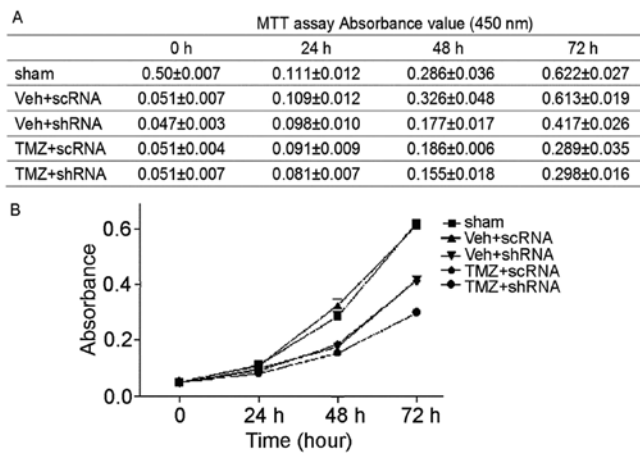 A
MTT assay Absorbance value (450 nm)
0 h 24 h 48 h 72 h
sham 0.50±0.007 0.111±0.012 0.286±0.036 0.622±0.027
Veh+scRNA 0.051±0.007 0.109±0.012 0.326±0.048 0.613±0.019
Veh+shRNA 0.047±0.003 0.098±0.010 0.177±0.017 0.417±0.026
TMZ+scRNA 0.051±0.004 0.091±0.009 0.186±0.006 0.289±0.035
TMZ+shRNA 0.051±0.007 0.081±0.007 0.155±0.018 0.298±0.016
B
Absorbance
0.6
0.4
0.2
0.0
0 24 h 48 h 72 h
Time (hour)
sham
Veh+scRNA
Veh+shRNA
TMZ+scRNA
TMZ+shRNA